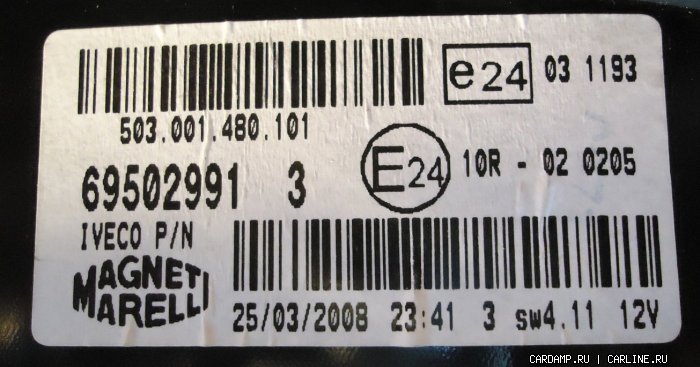 e24 03 1193
503.001.480.101
E24 10R - 02 0205
69502991 3
IVECO P/N
MAGNETI
MARELLI
25/03/2008 23:41 3 sw4.11 12V
CARDAMP.RU | CARLINE.RU